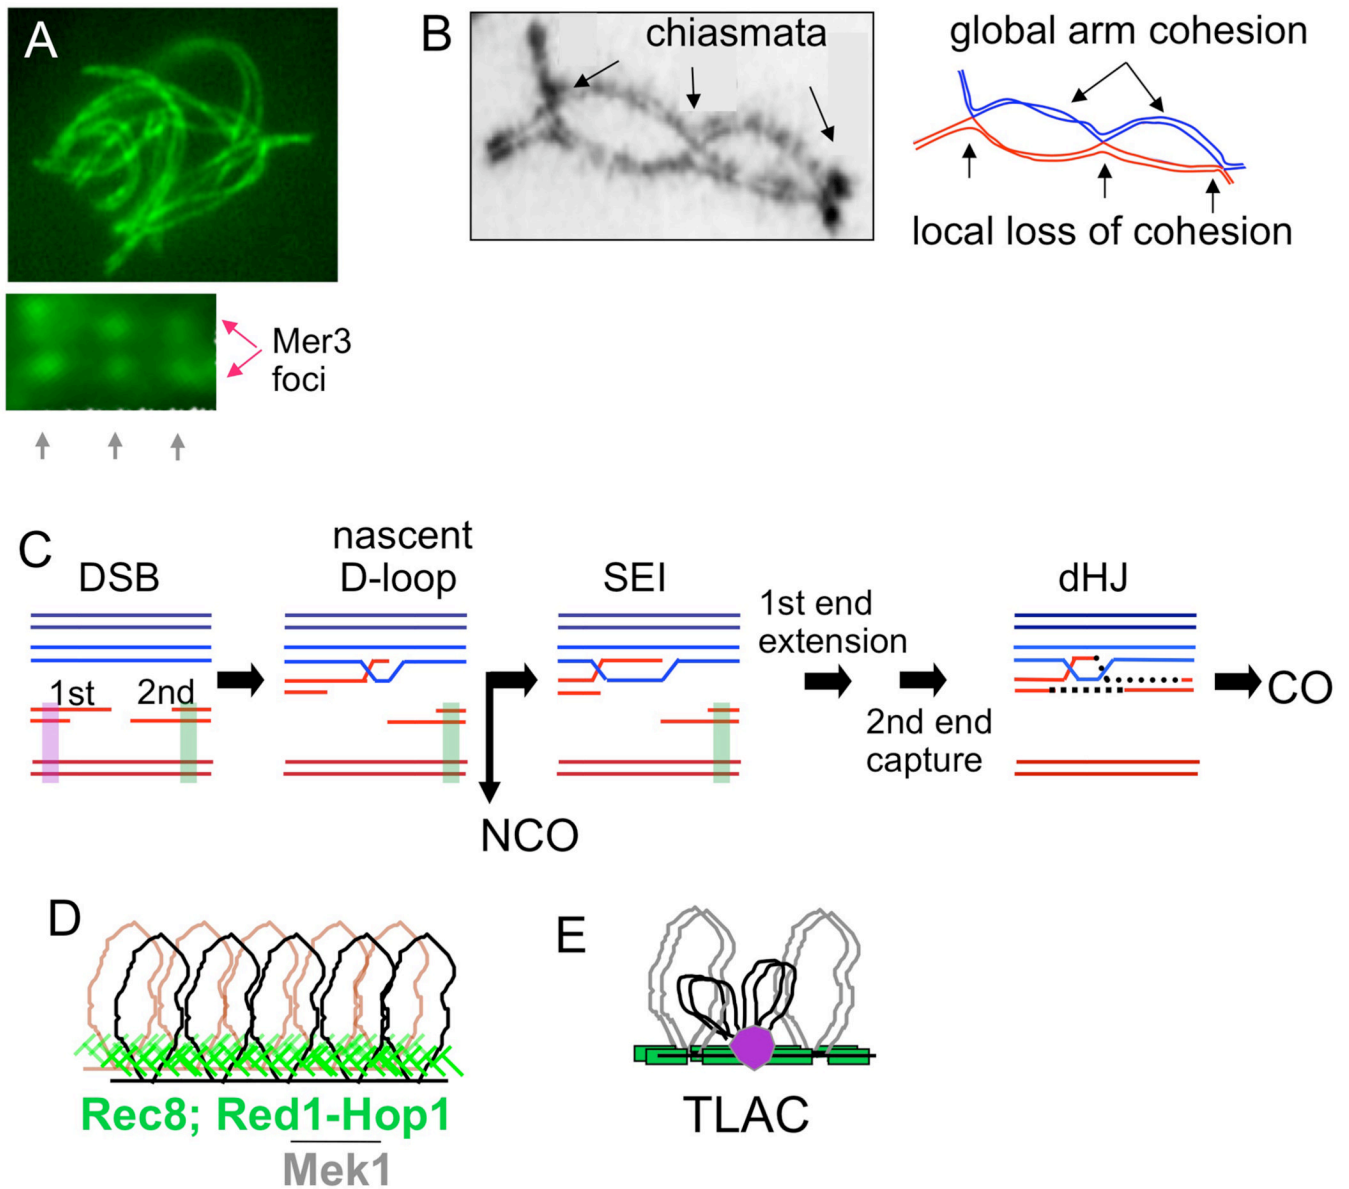 A
B
chiasmata
global arm cohesion
local loss of cohesion
Mer3
foci
C
DSB
nascent
D-loop
SEI
1st end
extension
2nd end
capture
dHJ
1st
2nd
CO
NCO
D
Rec8; Red1-Hop1
Mek1
E
TLAC